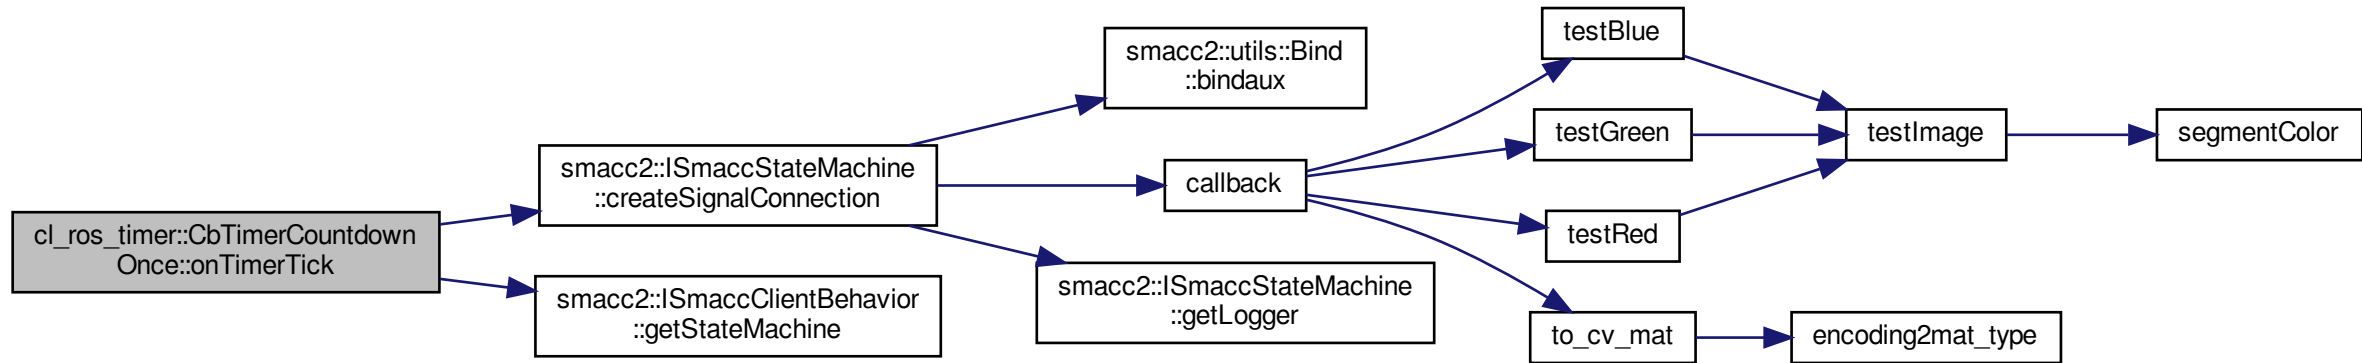 cl_ros_timer::CbTimerCountdown
Once::onTimerTick
smacc2::ISmaccStateMachine
::createSignalConnection
smacc2::ISmaccClientBehavior
::getStateMachine
smacc2::utils::Bind
::bindaux
callback
smacc2::ISmaccStateMachine
::getLogger
testBlue
testGreen
testRed
to_cv_mat
testImage
encoding2mat_type
segmentColor